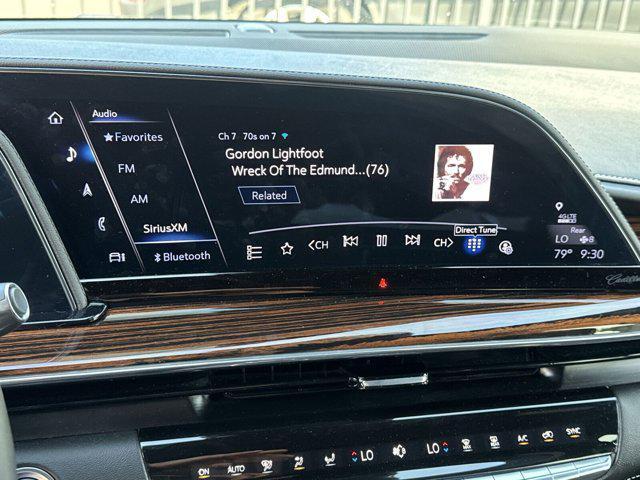 Audio
Favorites
FM
AM
SiriusXM
Bluetooth
Ch 7 70s on 7
Gordon Lightfoot
Wreck Of The Edmund...(76)
Related
<CH
CH>
Direct Tune
4G LTE
Rear
LO 8
79° 9:30
ON AUTO LO LO A/C SYNC